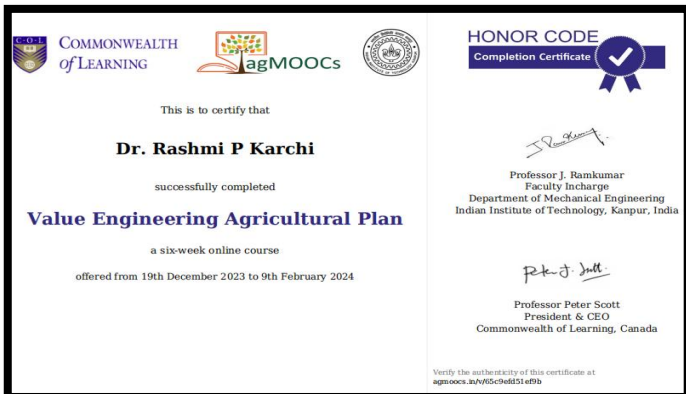 C·O·L
COMMONWEALTH
of LEARNING
agMOOCs
This is to certify that
Dr. Rashmi P Karchi
successfully completed
Value Engineering Agricultural Plan
a six-week online course
offered from 19th December 2023 to 9th February 2024
HONOR CODE
Completion Certificate
Professor J. Ramkumar
Faculty Incharge
Department of Mechanical Engineering
Indian Institute of Technology, Kanpur, India
Peter J. Scott
Professor Peter Scott
President & CEO
Commonwealth of Learning, Canada
Verify the authenticity of this certificate at
agmoocs.in/v/65c9efd51ef9b